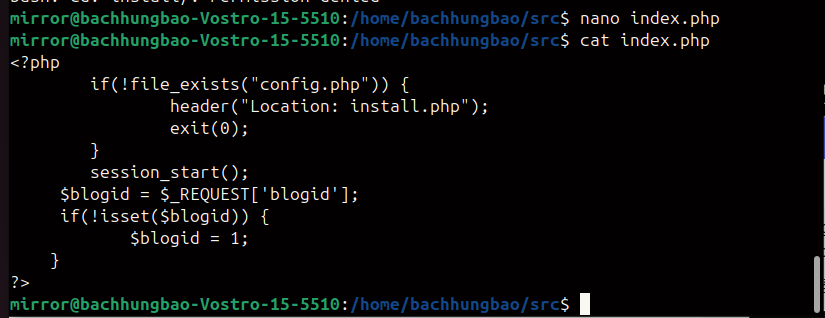 mirror@bachhungbao-Vostro-15-5510:/home/bachhungbao/src$ nano index.php
mirror@bachhungbao-Vostro-15-5510:/home/bachhungbao/src$ cat index.php
<?php
        if(!file_exists("config.php")) {
                header("Location: install.php");
                exit(0);
        }
        session_start();
     $blogid = $_REQUEST['blogid'];
     if(!isset($blogid)) {
            $blogid = 1;
    }
?>
mirror@bachhungbao-Vostro-15-5510:/home/bachhungbao/src$